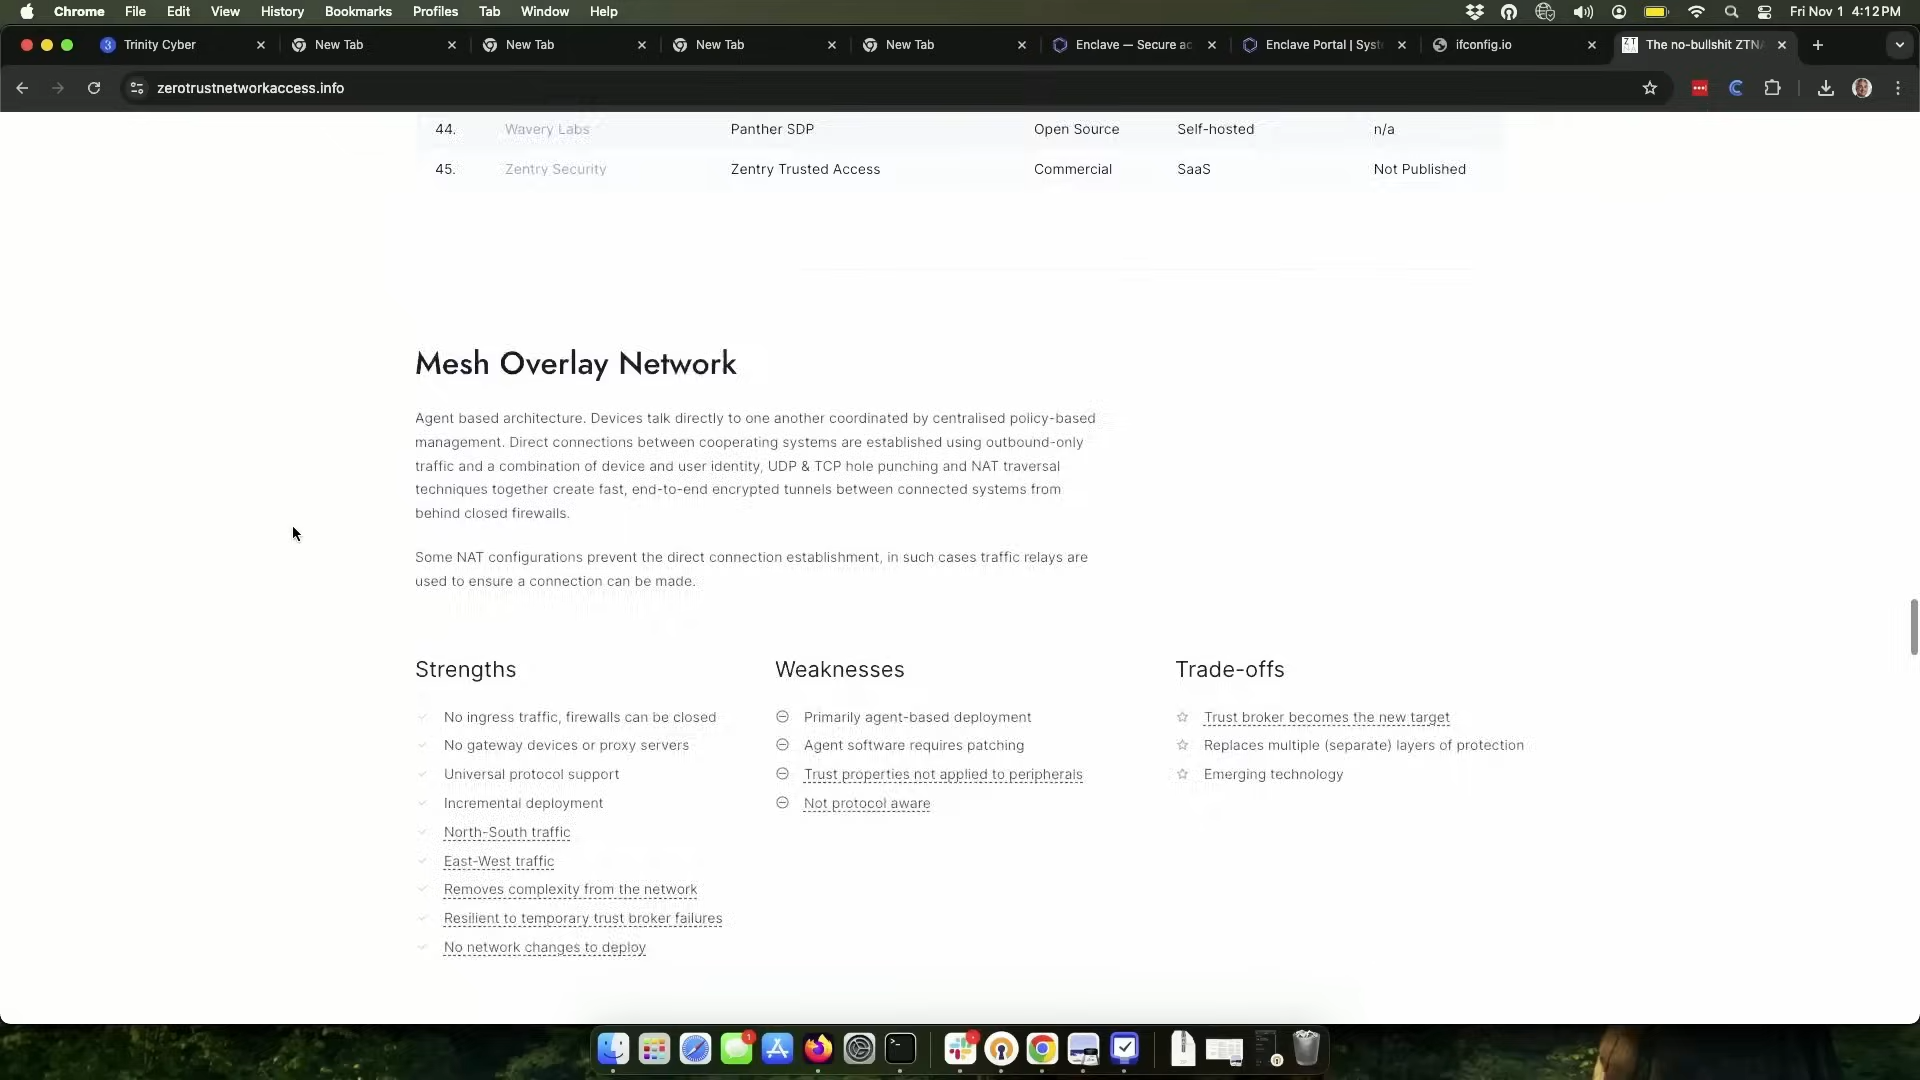 Chrome File Edit View History Bookmarks Profiles Tab Window Help Fri Nov 1 4:12 PM
3 Trinity Cyber New Tab New Tab New Tab New Tab Enclave — Secure ac Enclave Portal | Syst ifconfig.io ZT NA The no-bullshit ZTNA
zerotrustnetworkaccess.info
44. Wavery Labs Panther SDP Open Source Self-hosted n/a
45. Zentry Security Zentry Trusted Access Commercial SaaS Not Published
Mesh Overlay Network
Agent based architecture. Devices talk directly to one another coordinated by centralised policy-based
management. Direct connections between cooperating systems are established using outbound-only
traffic and a combination of device and user identity, UDP & TCP hole punching and NAT traversal
techniques together create fast, end-to-end encrypted tunnels between connected systems from
behind closed firewalls.
Some NAT configurations prevent the direct connection establishment, in such cases traffic relays are
used to ensure a connection can be made.
Strengths
No ingress traffic, firewalls can be closed
No gateway devices or proxy servers
Universal protocol support
Incremental deployment
North-South traffic
East-West traffic
Removes complexity from the network
Resilient to temporary trust broker failures
No network changes to deploy
Weaknesses
Primarily agent-based deployment
Agent software requires patching
Trust properties not applied to peripherals
Not protocol aware
Trade-offs
Trust broker becomes the new target
Replaces multiple (separate) layers of protection
Emerging technology
1